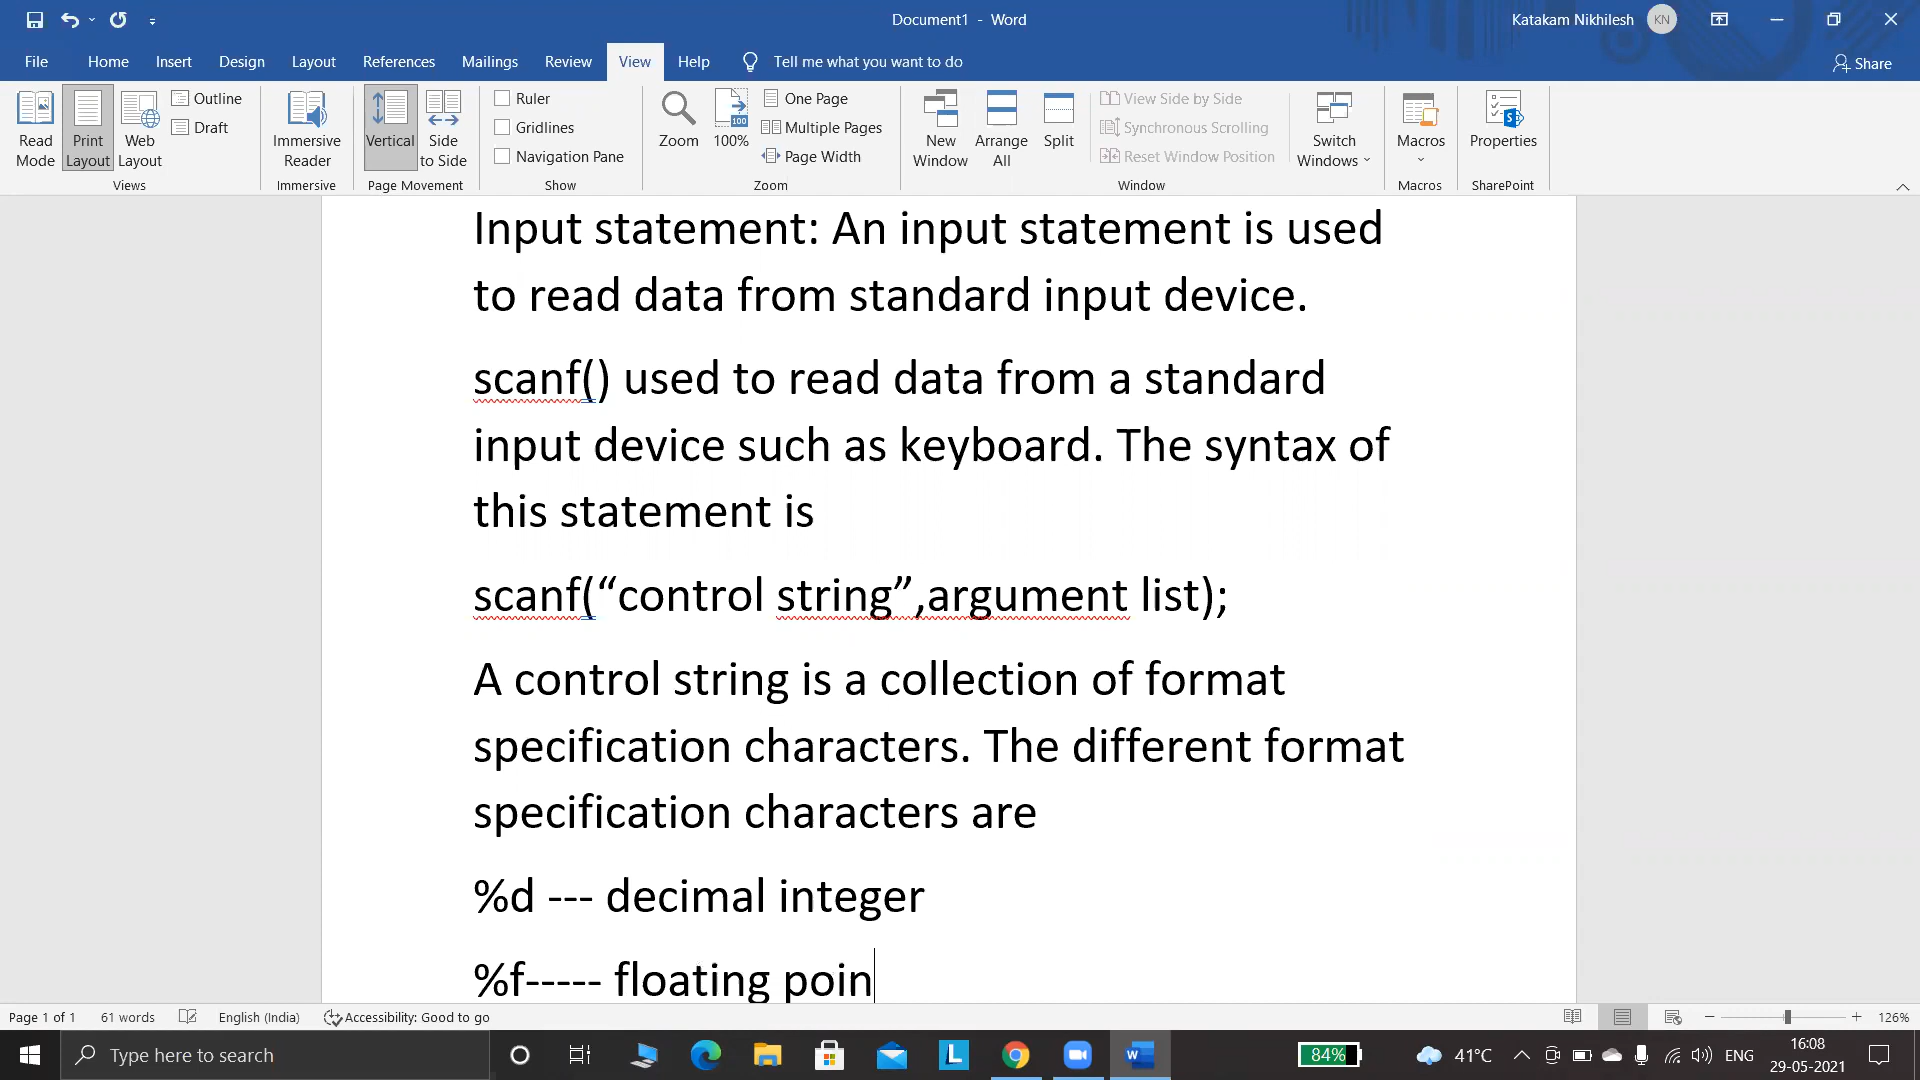 Document1 - Word
Katakam Nikhilesh KN
File Home Insert Design Layout References Mailings Review View Help Tell me what you want to do Share
Read Mode
Print Layout
Web Layout
Outline
Draft
Views
Immersive Reader
Immersive
Vertical
Side to Side
Page Movement
Ruler
Gridlines
Navigation Pane
Show
Zoom
100
100%
One Page
Multiple Pages
Page Width
Zoom
New Window
Arrange All
Split
View Side by Side
Synchronous Scrolling
Reset Window Position
Window
Switch Windows
Macros
Macros
Properties
SharePoint
Input statement: An input statement is used
to read data from standard input device.
scanf() used to read data from a standard
input device such as keyboard. The syntax of
this statement is
scanf(“control string”,argument list);
A control string is a collection of format
specification characters. The different format
specification characters are
%d --- decimal integer
%f----- floating poin
Page 1 of 1 61 words English (India) Accessibility: Good to go 126%
Type here to search
84% 41°C ENG 16:08
29-05-2021